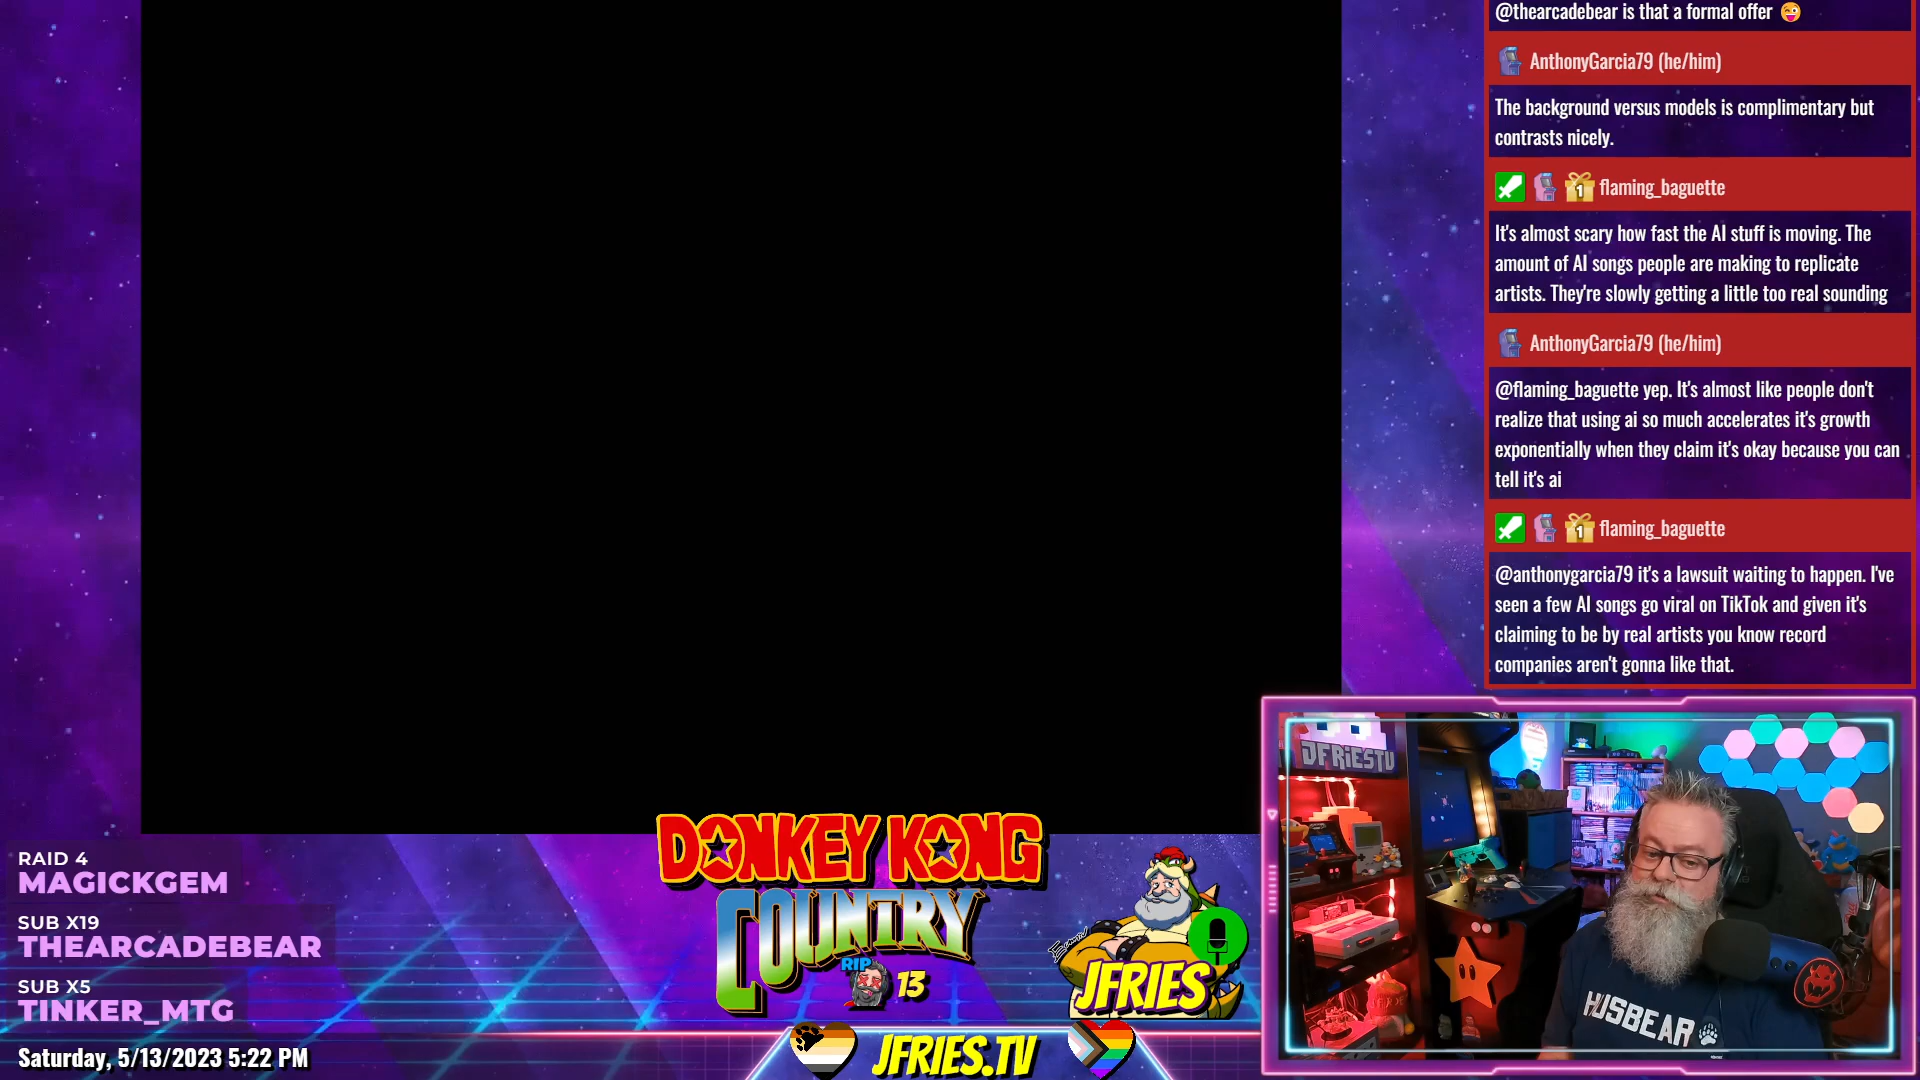 @thearcadebear is that a formal offer
AnthonyGarcia79 (he/him)
The background versus models is complimentary but
contrasts nicely.
1 flaming_baguette
It's almost scary how fast the AI stuff is moving. The
amount of AI songs people are making to replicate
artists. They're slowly getting a little too real sounding
AnthonyGarcia79 (he/him)
@flaming_baguette yep. It's almost like people don't
realize that using ai so much accelerates it's growth
exponentially when they claim it's okay because you can
tell it's ai
1 flaming_baguette
@anthonygarcia79 it's a lawsuit waiting to happen. I've
seen a few AI songs go viral on TikTok and given it's
claiming to be by real artists you know record
companies aren't gonna like that.
JFRIESTV
HUSBEAR
RAID 4
MAGICKGEM
SUB X19
THEARCADEBEAR
SUB X5
TINKER_MTG
Saturday, 5/13/2023 5:22 PM
DONKEY KONG
COUNTRY
RIP
13
JFRIES
JFRIES.TV